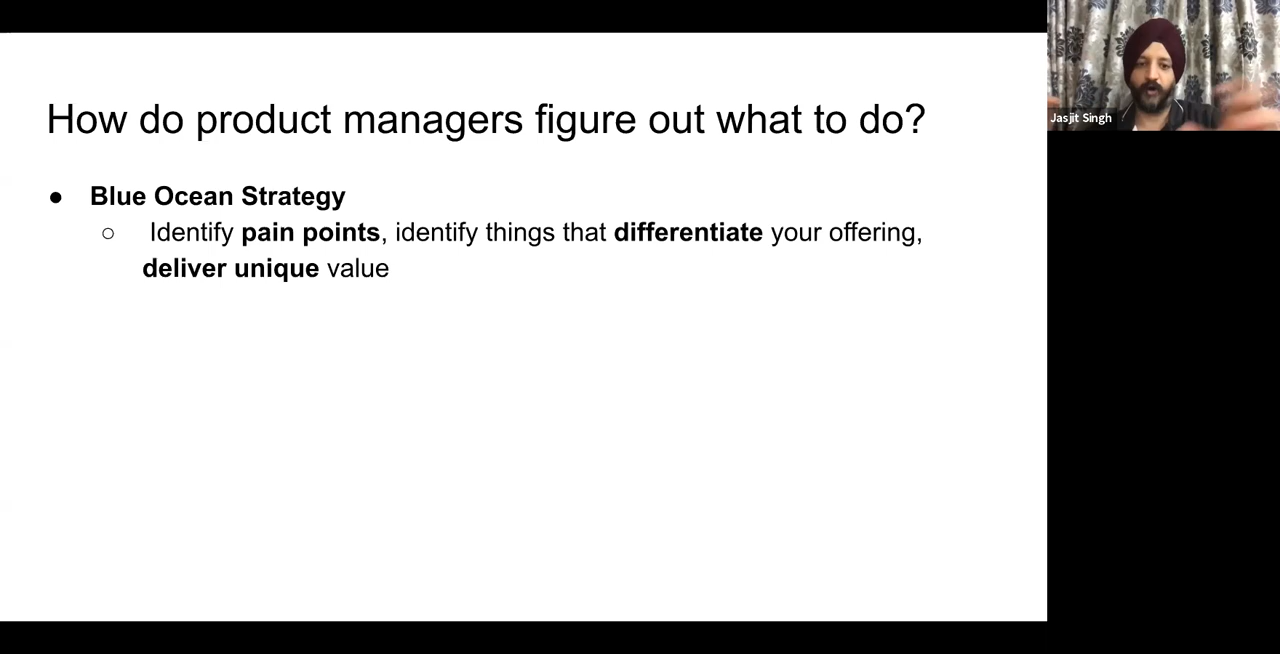 How do product managers figure out what to do?
● Blue Ocean Strategy
○ Identify pain points, identify things that differentiate your offering,
deliver unique value
Jasjit Singh